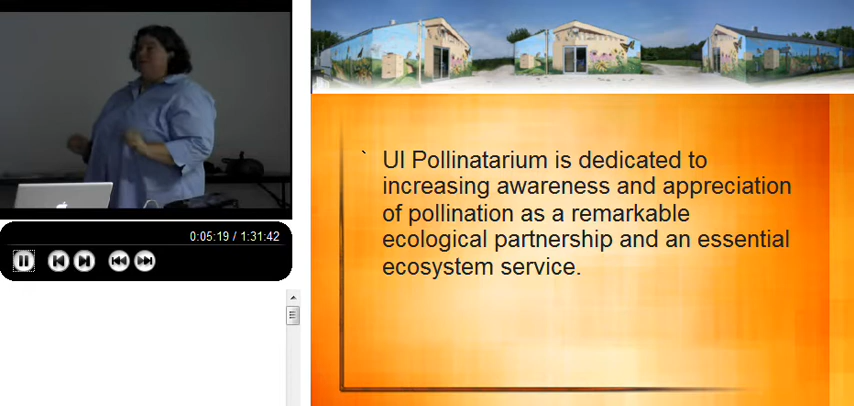 0:05:19 / 1:31:42
` UI Pollinatarium is dedicated to
increasing awareness and appreciation
of pollination as a remarkable
ecological partnership and an essential
ecosystem service.